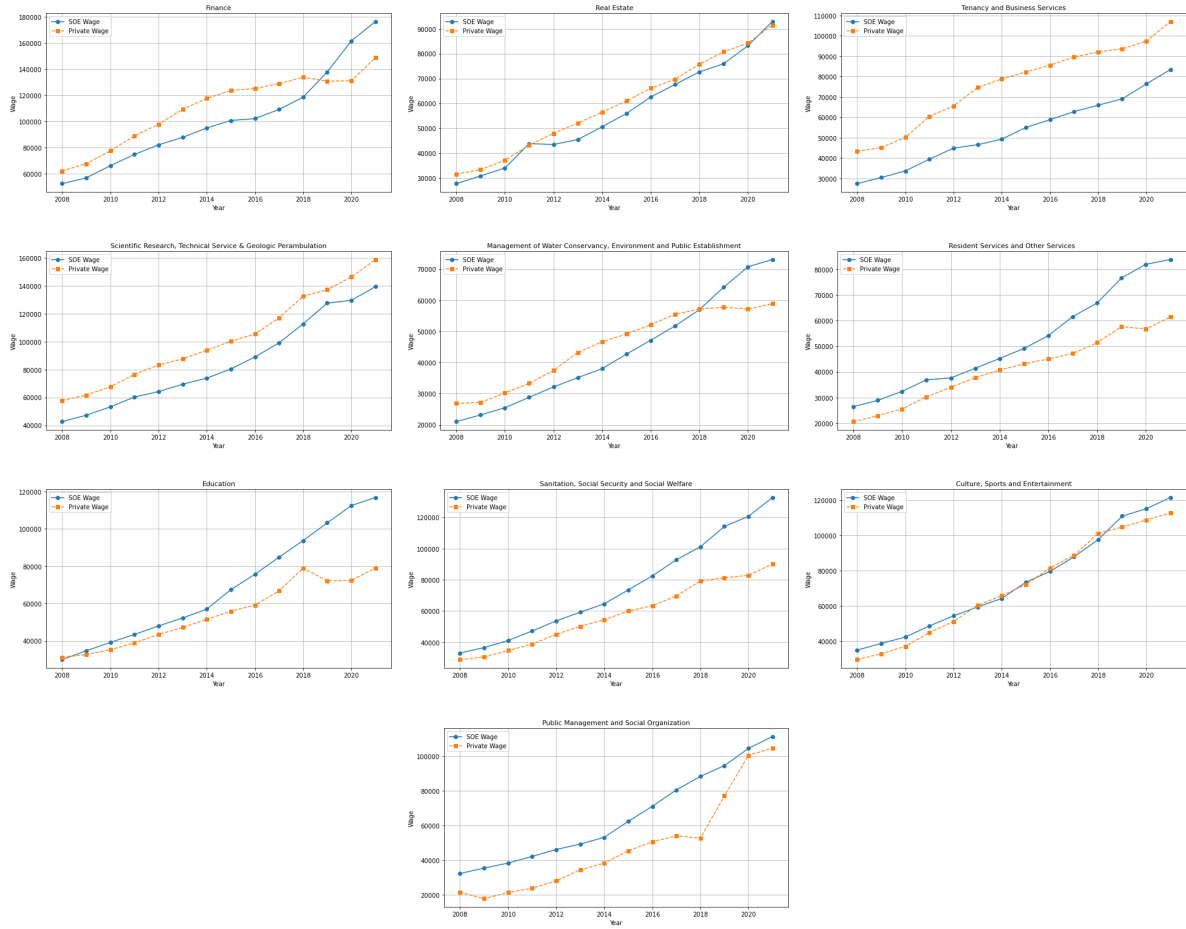 Finance
SOE Wage
Private Wage
180000
160000
140000
120000
100000
80000
60000
Wage
2008 2010 2012 2014 2016 2018 2020
Year
Real Estate
SOE Wage
Private Wage
90000
80000
70000
60000
50000
40000
30000
Wage
2008 2010 2012 2014 2016 2018 2020
Year
Tenancy and Business Services
SOE Wage
Private Wage
110000
100000
90000
80000
70000
60000
50000
40000
30000
Wage
2008 2010 2012 2014 2016 2018 2020
Year
Scientific Research, Technical Service & Geologic Perambulation
SOE Wage
Private Wage
160000
140000
120000
100000
80000
60000
40000
Wage
2008 2010 2012 2014 2016 2018 2020
Year
Management of Water Conservancy, Environment and Public Establishment
SOE Wage
Private Wage
70000
60000
50000
40000
30000
20000
Wage
2008 2010 2012 2014 2016 2018 2020
Year
Resident Services and Other Services
SOE Wage
Private Wage
80000
70000
60000
50000
40000
30000
20000
Wage
2008 2010 2012 2014 2016 2018 2020
Year
Education
SOE Wage
Private Wage
120000
100000
80000
60000
40000
Wage
2008 2010 2012 2014 2016 2018 2020
Year
Sanitation, Social Security and Social Welfare
SOE Wage
Private Wage
120000
100000
80000
60000
40000
Wage
2008 2010 2012 2014 2016 2018 2020
Year
Culture, Sports and Entertainment
SOE Wage
Private Wage
120000
100000
80000
60000
40000
Wage
2008 2010 2012 2014 2016 2018 2020
Year
Public Management and Social Organization
SOE Wage
Private Wage
100000
80000
60000
40000
20000
Wage
2008 2010 2012 2014 2016 2018 2020
Year